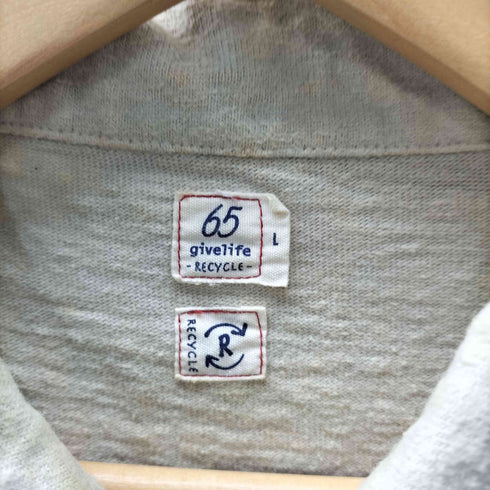 65
givelife
- RECYCLE -
L
R
RECYCLE